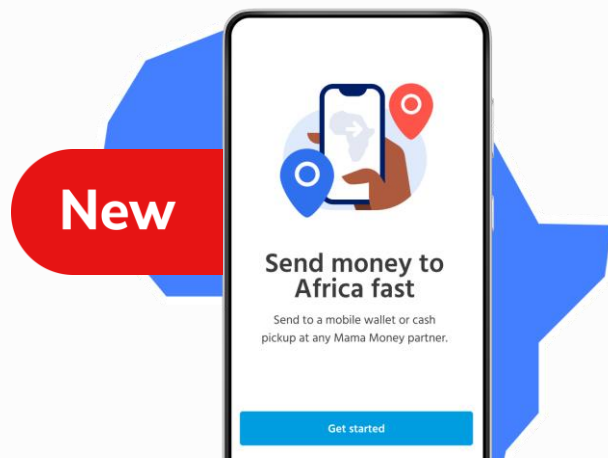 New
Send money to
Africa fast
Send to a mobile wallet or cash
pickup at any Mama Money partner.
Get started